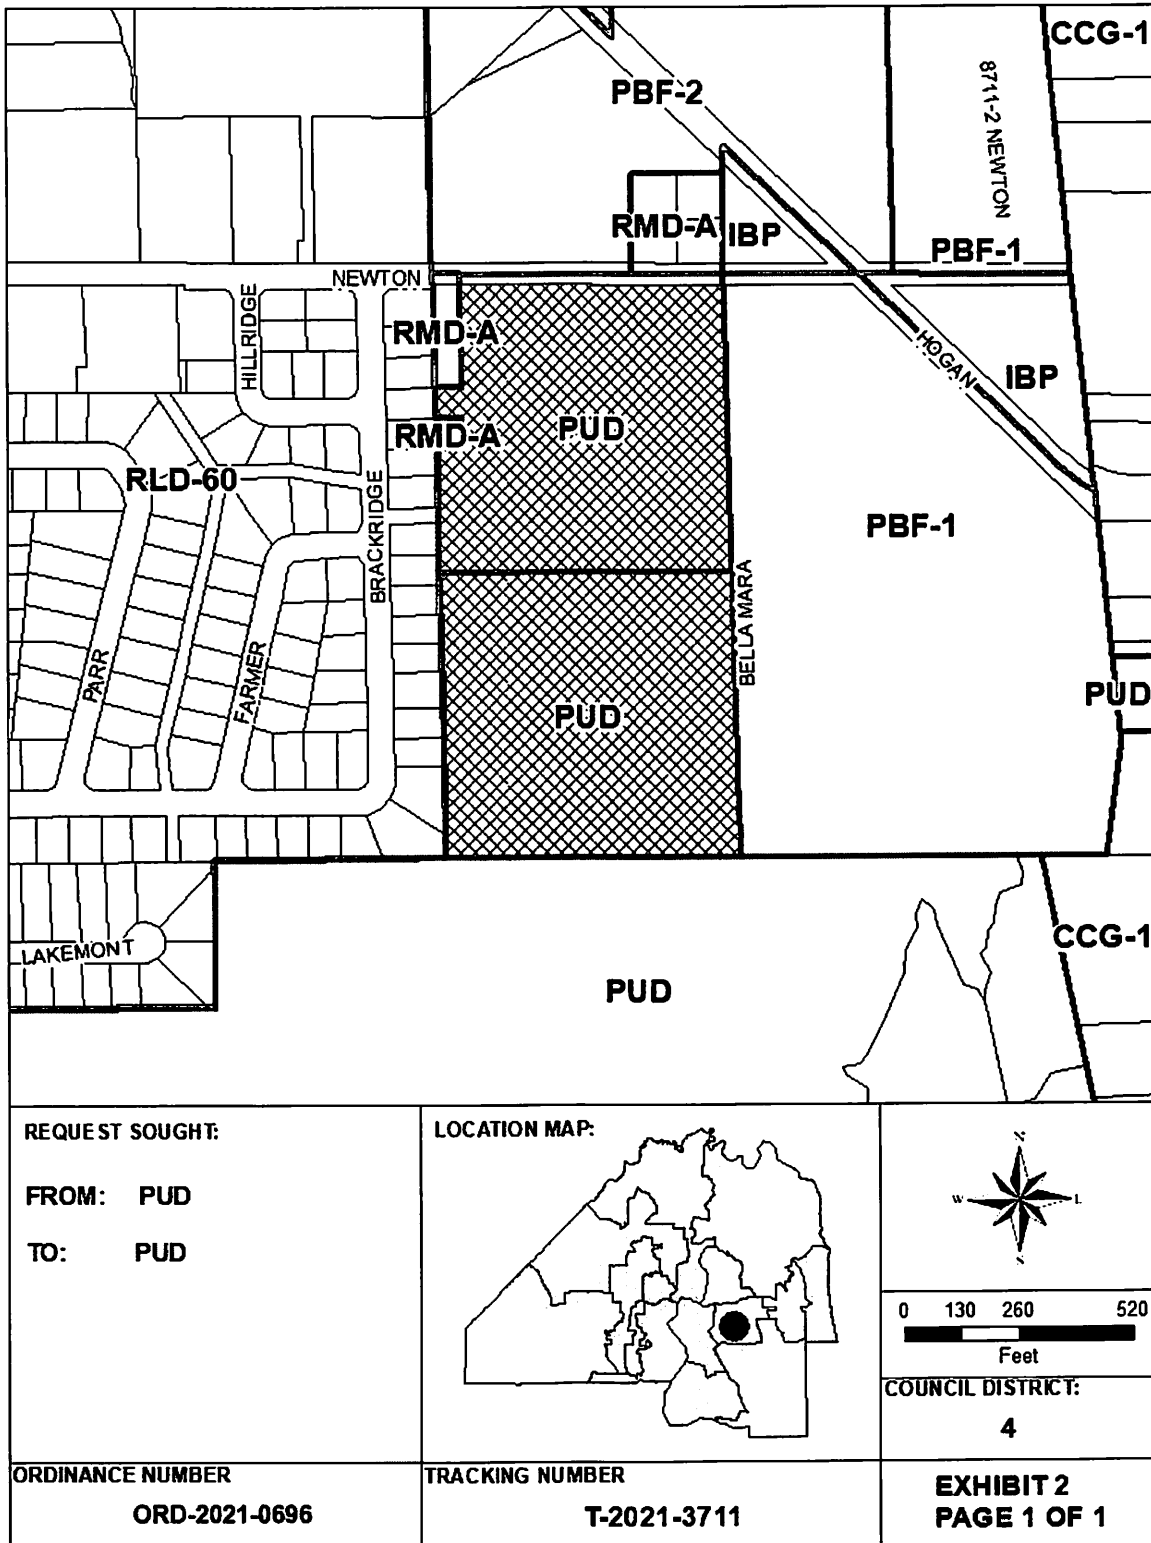 CCG-1
PBF-2
8711-2 NEWTON
RMD-A
IBP
PBF-1
NEWTON
HILLRIDGE
RMD-A
HOGAN
IBP
RMD-A
PUD
RLD-60
BRACKRIDGE
PBF-1
BELLA MARA
PARR
FARMER
PUD
PUD
LAKEMONT
CCG-1
PUD
REQUEST SOUGHT:
FROM: PUD
TO: PUD
LOCATION MAP:
N
W
S
0 130 260 520
Feet
COUNCIL DISTRICT:
4
ORDINANCE NUMBER
ORD-2021-0696
TRACKING NUMBER
T-2021-3711
EXHIBIT 2
PAGE 1 OF 1